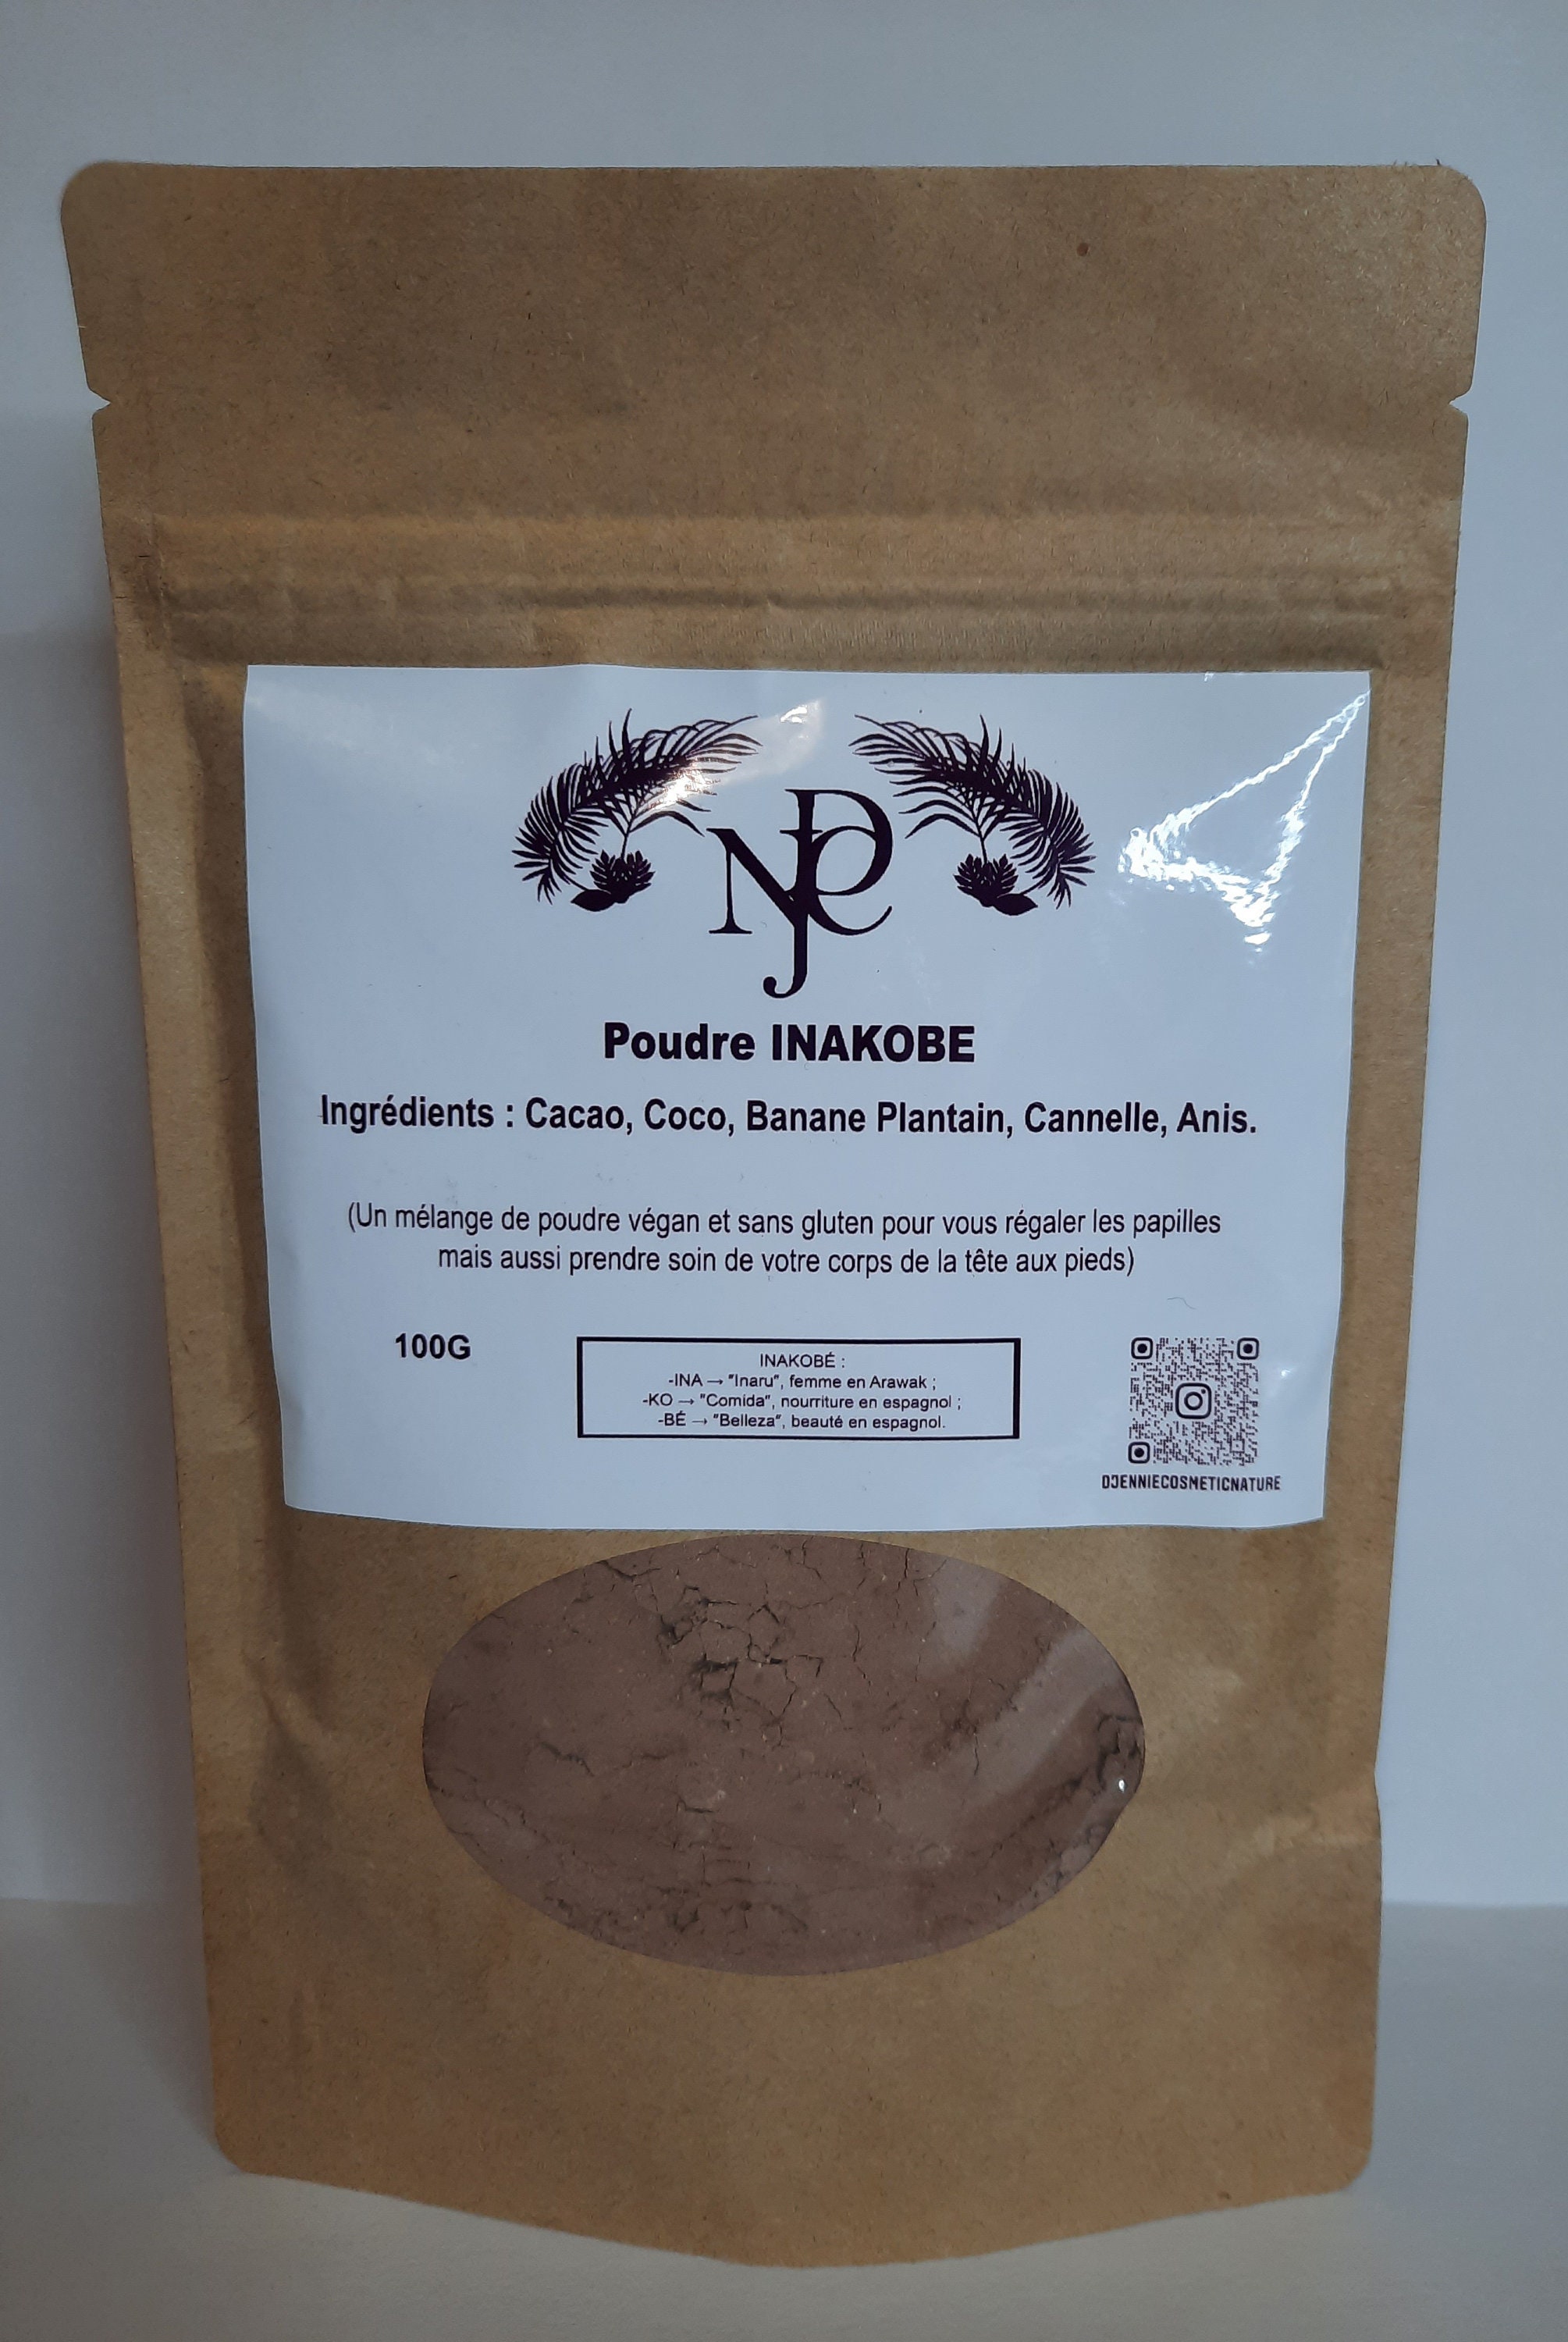 NJDC
Poudre INAKOBE
Ingrédients : Cacao, Coco, Banane Plantain, Cannelle, Anis.
(Un mélange de poudre végan et sans gluten pour vous régaler les papilles
mais aussi prendre soin de votre corps de la tête aux pieds)
100G
INAKOBÉ :
-INA → "Inaru", femme en Arawak ;
-KO → "Comida", nourriture en espagnol ;
-BÉ → "Belleza", beauté en espagnol.
DJENNIECOSMETICNATURE